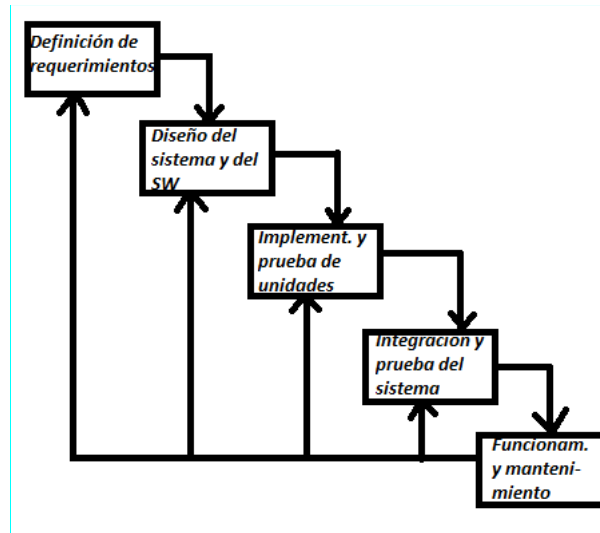 Definición de
requerimientos
Diseño del
sistema y del
SW
Implement. y
prueba de
unidades
Integración y
prueba del
sistema
Funcionam.
y manteni-
miento